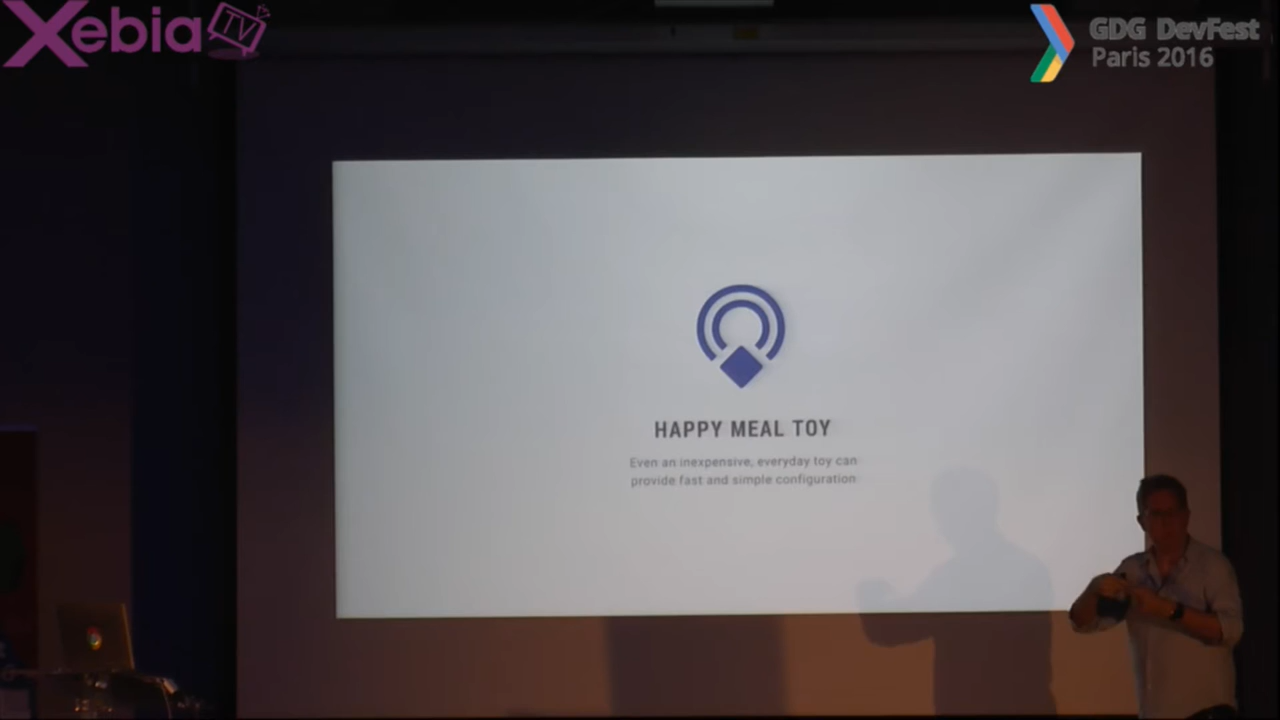 Xebia TV
GDG DevFest
Paris 2016
HAPPY MEAL TOY
Even an inexpensive, everyday toy can
provide fast and simple configuration